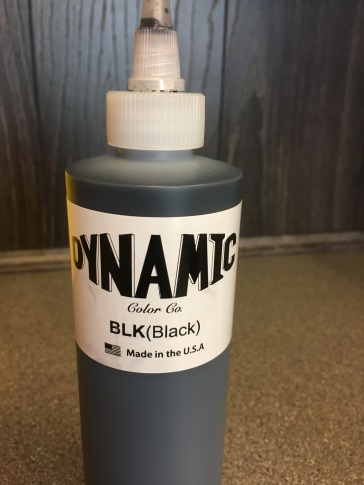 DYNAMIC
Color Co.
BLK(Black)
Made in the U.S.A